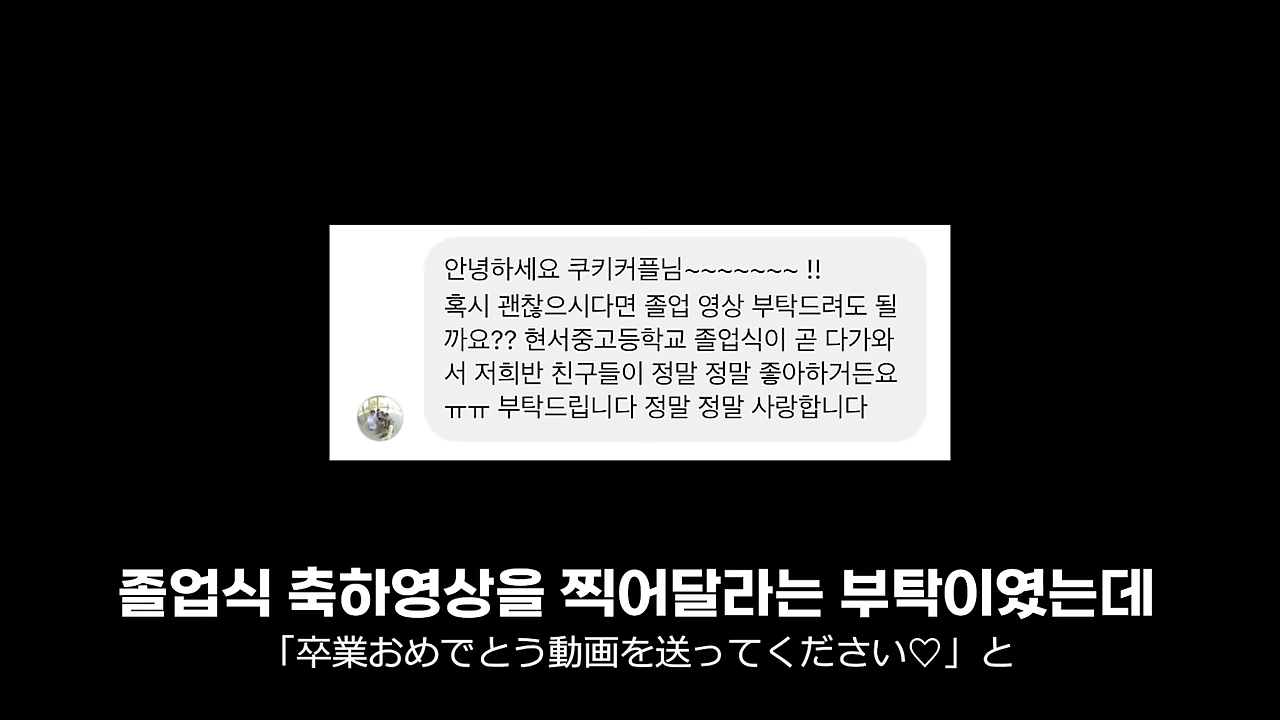 안녕하세요 쿠키커플님~~~~~~~ !!
혹시 괜찮으시다면 졸업 영상 부탁드려도 될
까요?? 현서중고등학교 졸업식이 곧 다가와
서 저희반 친구들이 정말 정말 좋아하거든요
ㅠㅠ 부탁드립니다 정말 정말 사랑합니다
졸업식 축하영상을 찍어달라는 부탁이였는데
「卒業おめでとう動画を送ってください♡」と